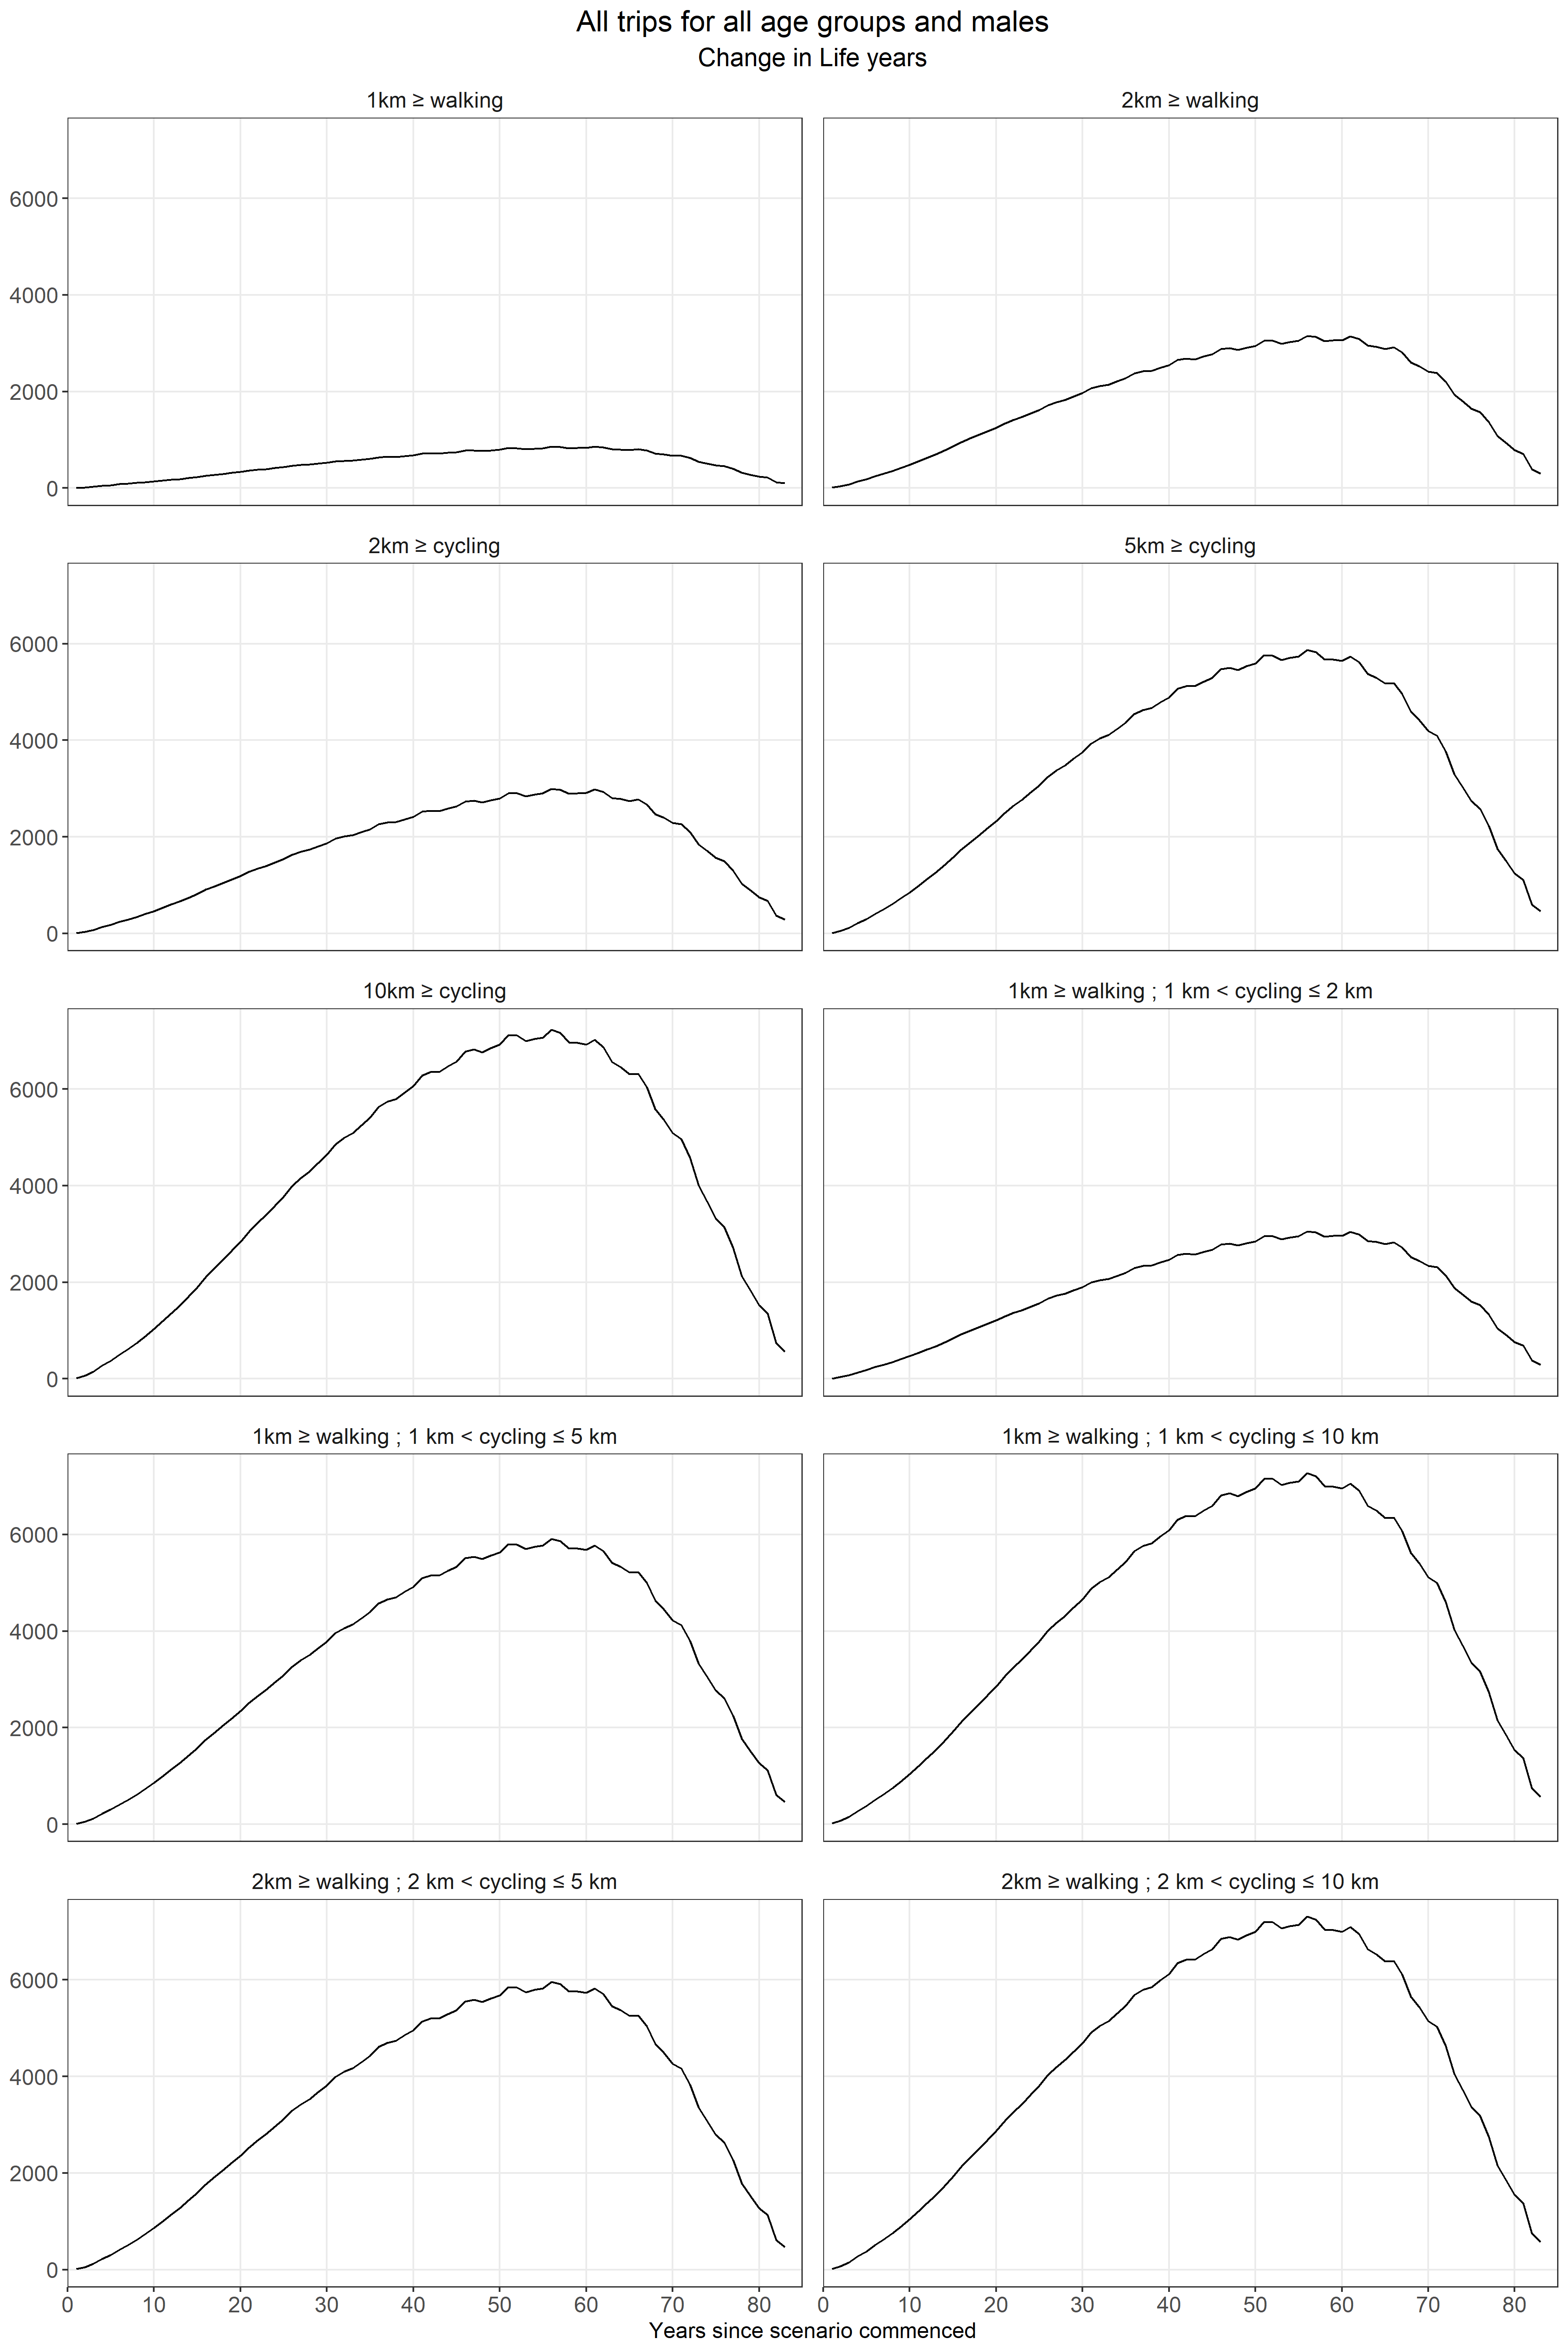 All trips for all age groups and males
Change in Life years
1km ≥ walking
2km ≥ walking
6000
4000
2000
0
2km ≥ cycling
5km ≥ cycling
6000
4000
2000
0
10km ≥ cycling
1km ≥ walking ; 1 km < cycling ≤ 2 km
6000
4000
2000
0
1km ≥ walking ; 1 km < cycling ≤ 5 km
1km ≥ walking ; 1 km < cycling ≤ 10 km
6000
4000
2000
0
2km ≥ walking ; 2 km < cycling ≤ 5 km
2km ≥ walking ; 2 km < cycling ≤ 10 km
6000
4000
2000
0
0 10 20 30 40 50 60 70 80
0 10 20 30 40 50 60 70 80
Years since scenario commenced